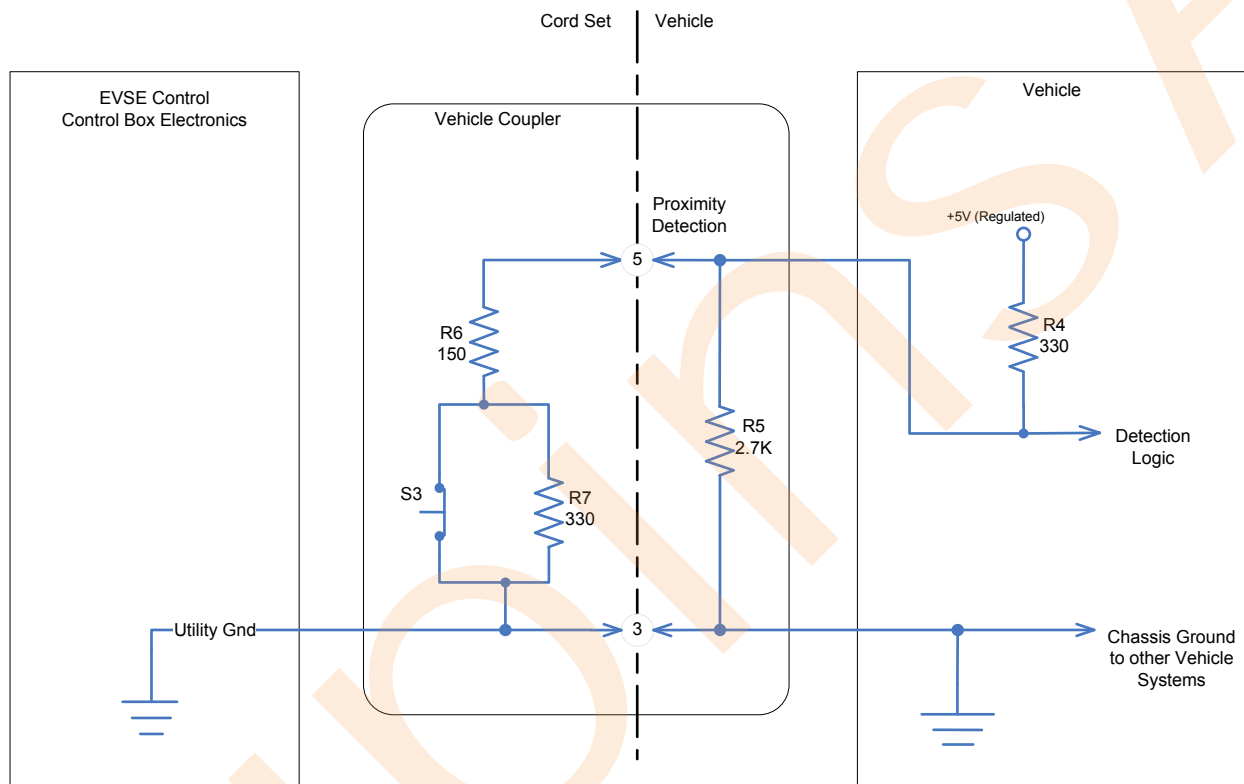 Cord Set
Vehicle
EVSE Control
Control Box Electronics
Vehicle Coupler
Vehicle
Proximity
Detection
+5V (Regulated)
5
R6
150
R4
330
R5
2.7K
Detection
Logic
S3
R7
330
Utility Gnd
3
Chassis Ground
to other Vehicle
Systems